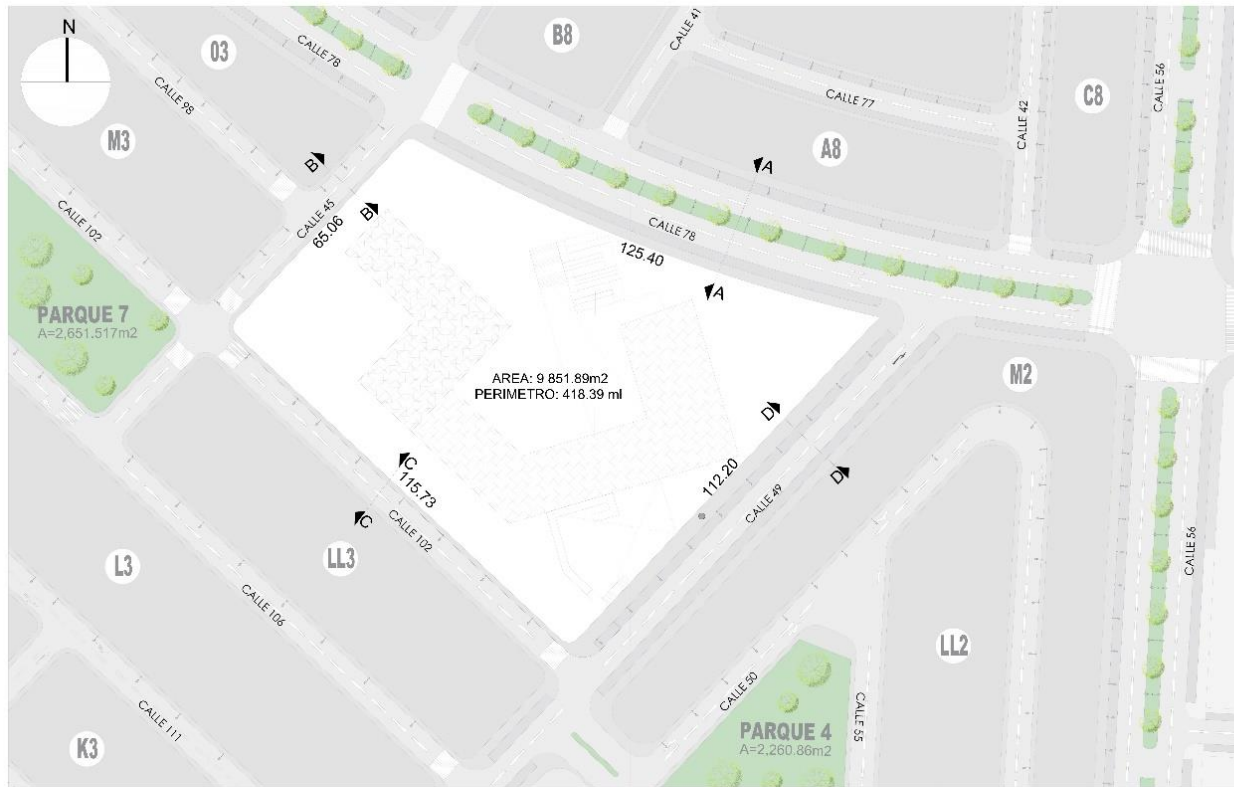 N
03
CALLE 78
B8
CALLE 41
CALLE 98
CALLE 77
CALLE 42
C8
CALLE 56
M3
B
A8
A
CALLE 102
CALLE 45
65.06
B
CALLE 78
125.40
A
PARQUE 7
A=2,651.517m2
AREA: 9 851.89m2
PERIMETRO: 418.39 ml
M2
D
C
115.73
112.20
D
CALLE 49
C
CALLE 102
L3
LL3
CALLE 106
CALLE 56
LL2
CALLE 50
CALLE 55
PARQUE 4
A=2,260.86m2
CALLE 111
K3